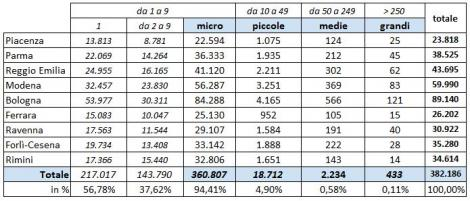 da 1 a 9 da 10 a 49 da 50 a 249 > 250 totale
1 da 2 a 9 micro piccole medie grandi
Piacenza 13.813 8.781 22.594 1.075 124 25 23.818
Parma 22.069 14.264 36.333 1.935 212 45 38.525
Reggio Emilia 24.955 16.165 41.120 2.211 302 62 43.695
Modena 32.457 23.830 56.287 3.251 369 83 59.990
Bologna 53.977 30.311 84.288 4.165 566 121 89.140
Ferrara 15.083 10.047 25.130 952 105 15 26.202
Ravenna 17.563 11.544 29.107 1.584 191 40 30.922
Forlì-Cesena 19.734 13.408 33.142 1.888 222 28 35.280
Rimini 17.366 15.440 32.806 1.651 143 14 34.614
Totale 217.017 143.790 360.807 18.712 2.234 433 382.186
in % 56,78% 37,62% 94,41% 4,90% 0,58% 0,11% 100,00%